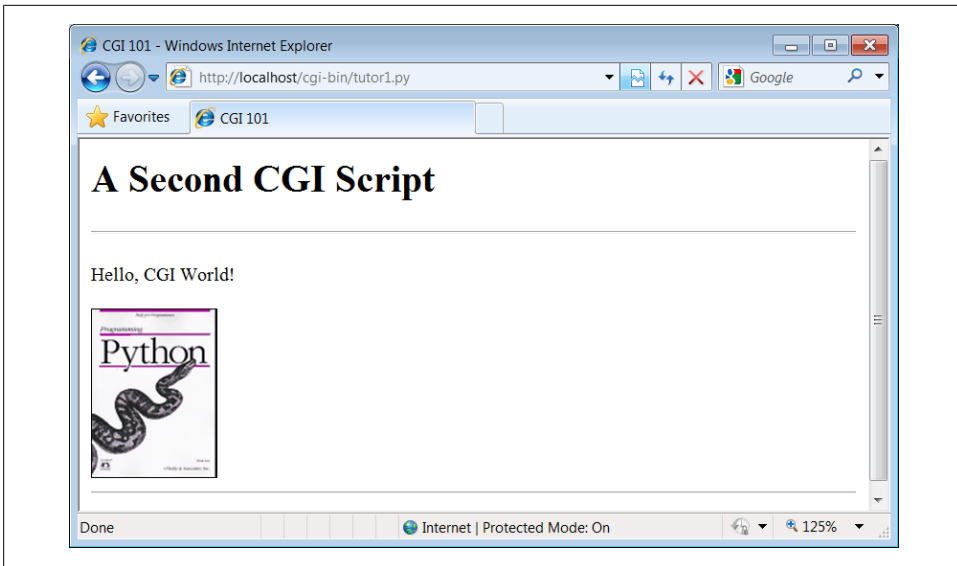 CGI 101 - Windows Internet Explorer
http://localhost/cgi-bin/tutor1.py
Google
Favorites
CGI 101
A Second CGI Script
Hello, CGI World!
Programming
Python
Done
Internet | Protected Mode: On
125%